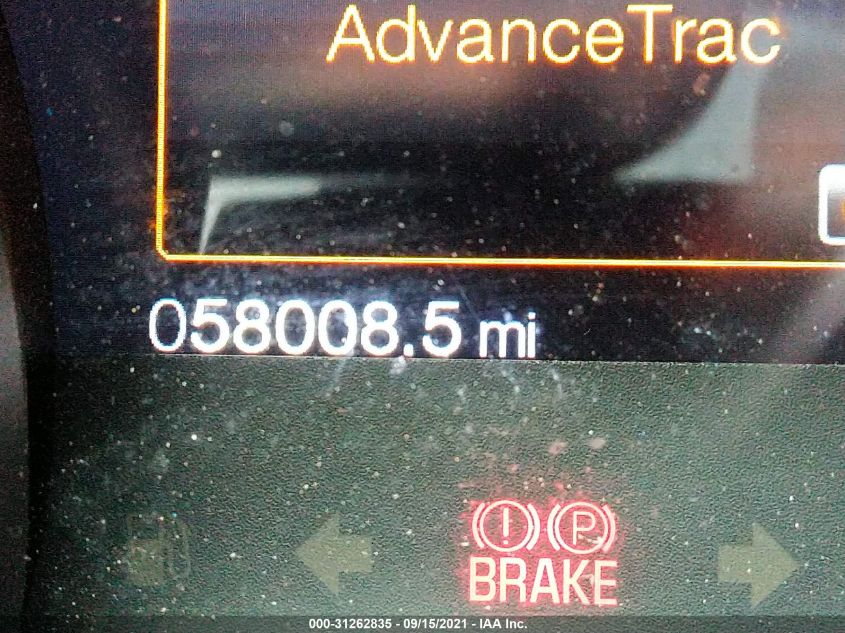 AdvanceTrac
058008.5 mi
! P
BRAKE
000-31262835 - 09/15/2021 - IAA Inc.